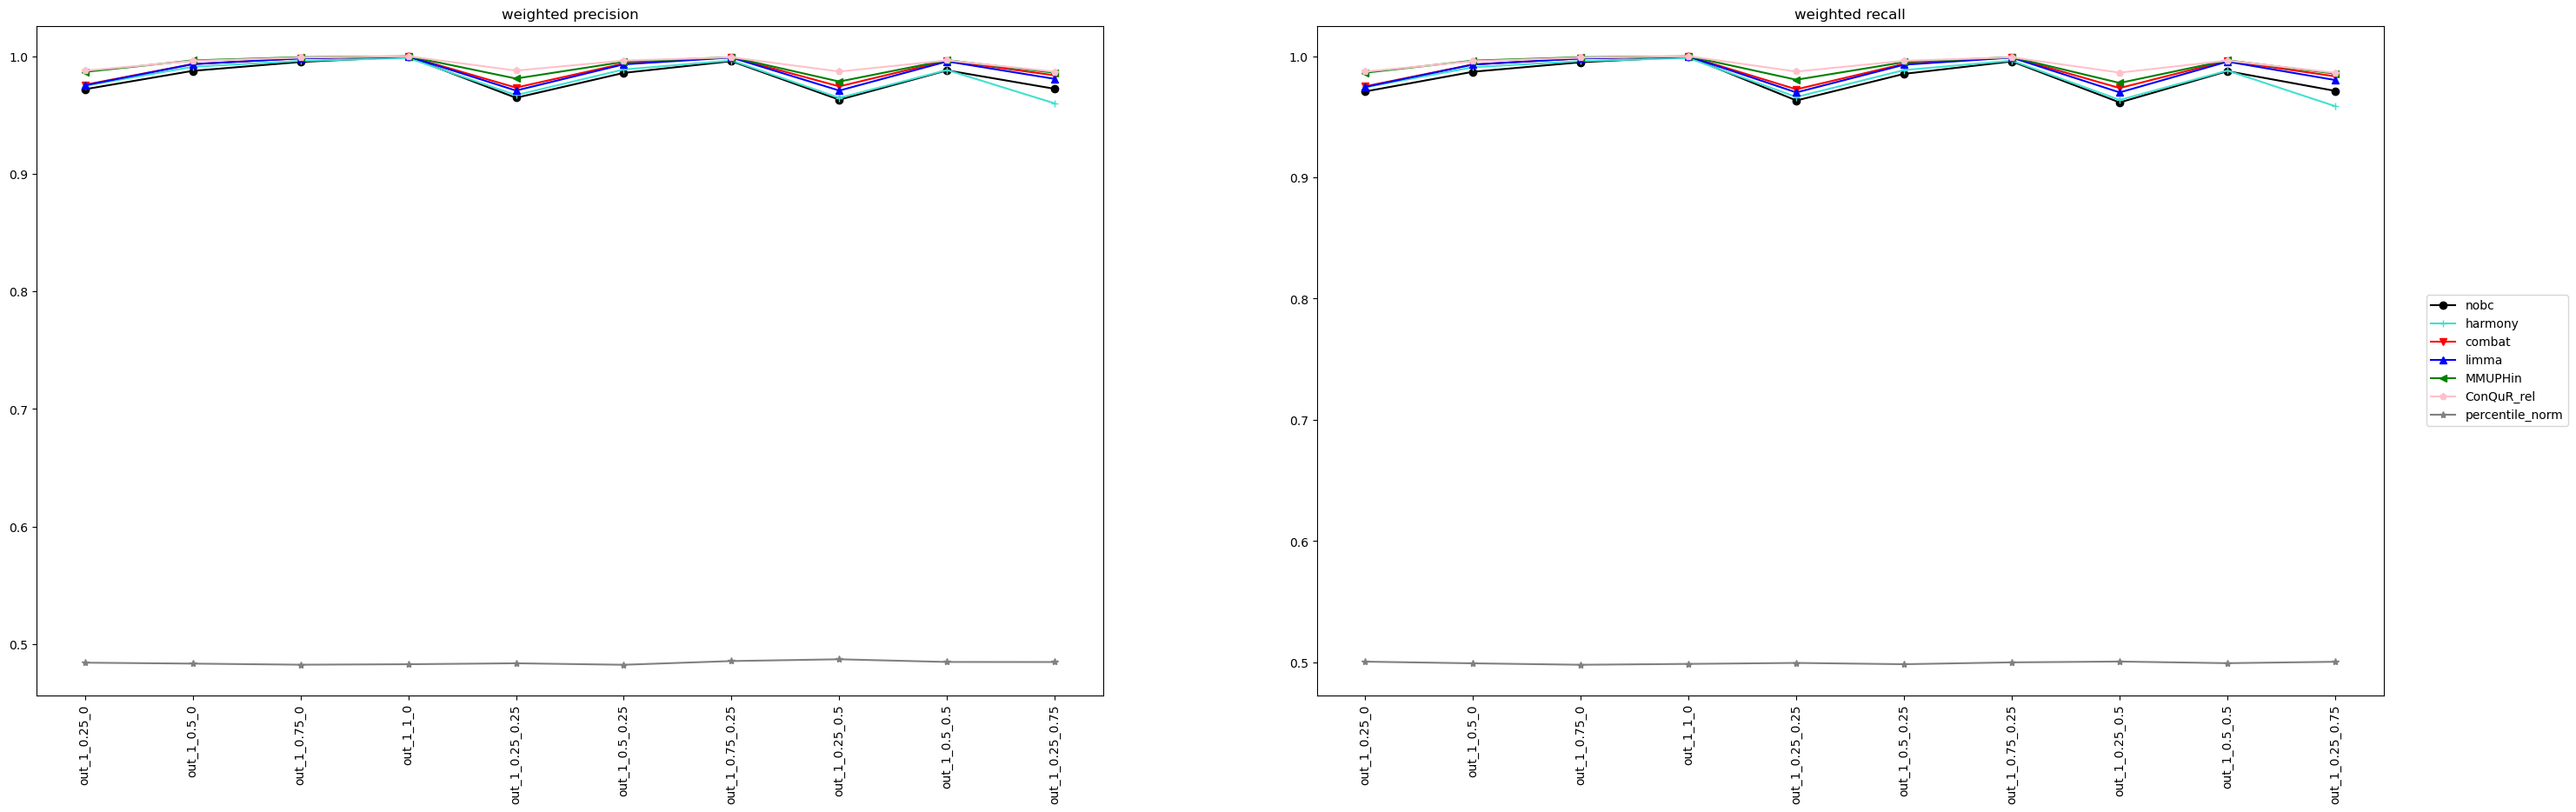 weighted precision
1.0
0.9
0.8
0.7
0.6
0.5
out_1_0.25_0
out_1_0.5_0
out_1_0.75_0
out_1_1_0
out_1_0.25_0.25
out_1_0.5_0.25
out_1_0.75_0.25
out_1_0.25_0.5
out_1_0.5_0.5
out_1_0.25_0.75
weighted recall
1.0
0.9
0.8
0.7
0.6
0.5
out_1_0.25_0
out_1_0.5_0
out_1_0.75_0
out_1_1_0
out_1_0.25_0.25
out_1_0.5_0.25
out_1_0.75_0.25
out_1_0.25_0.5
out_1_0.5_0.5
out_1_0.25_0.75
nobc
harmony
combat
limma
MMUPHin
ConQuR_rel
percentile_norm